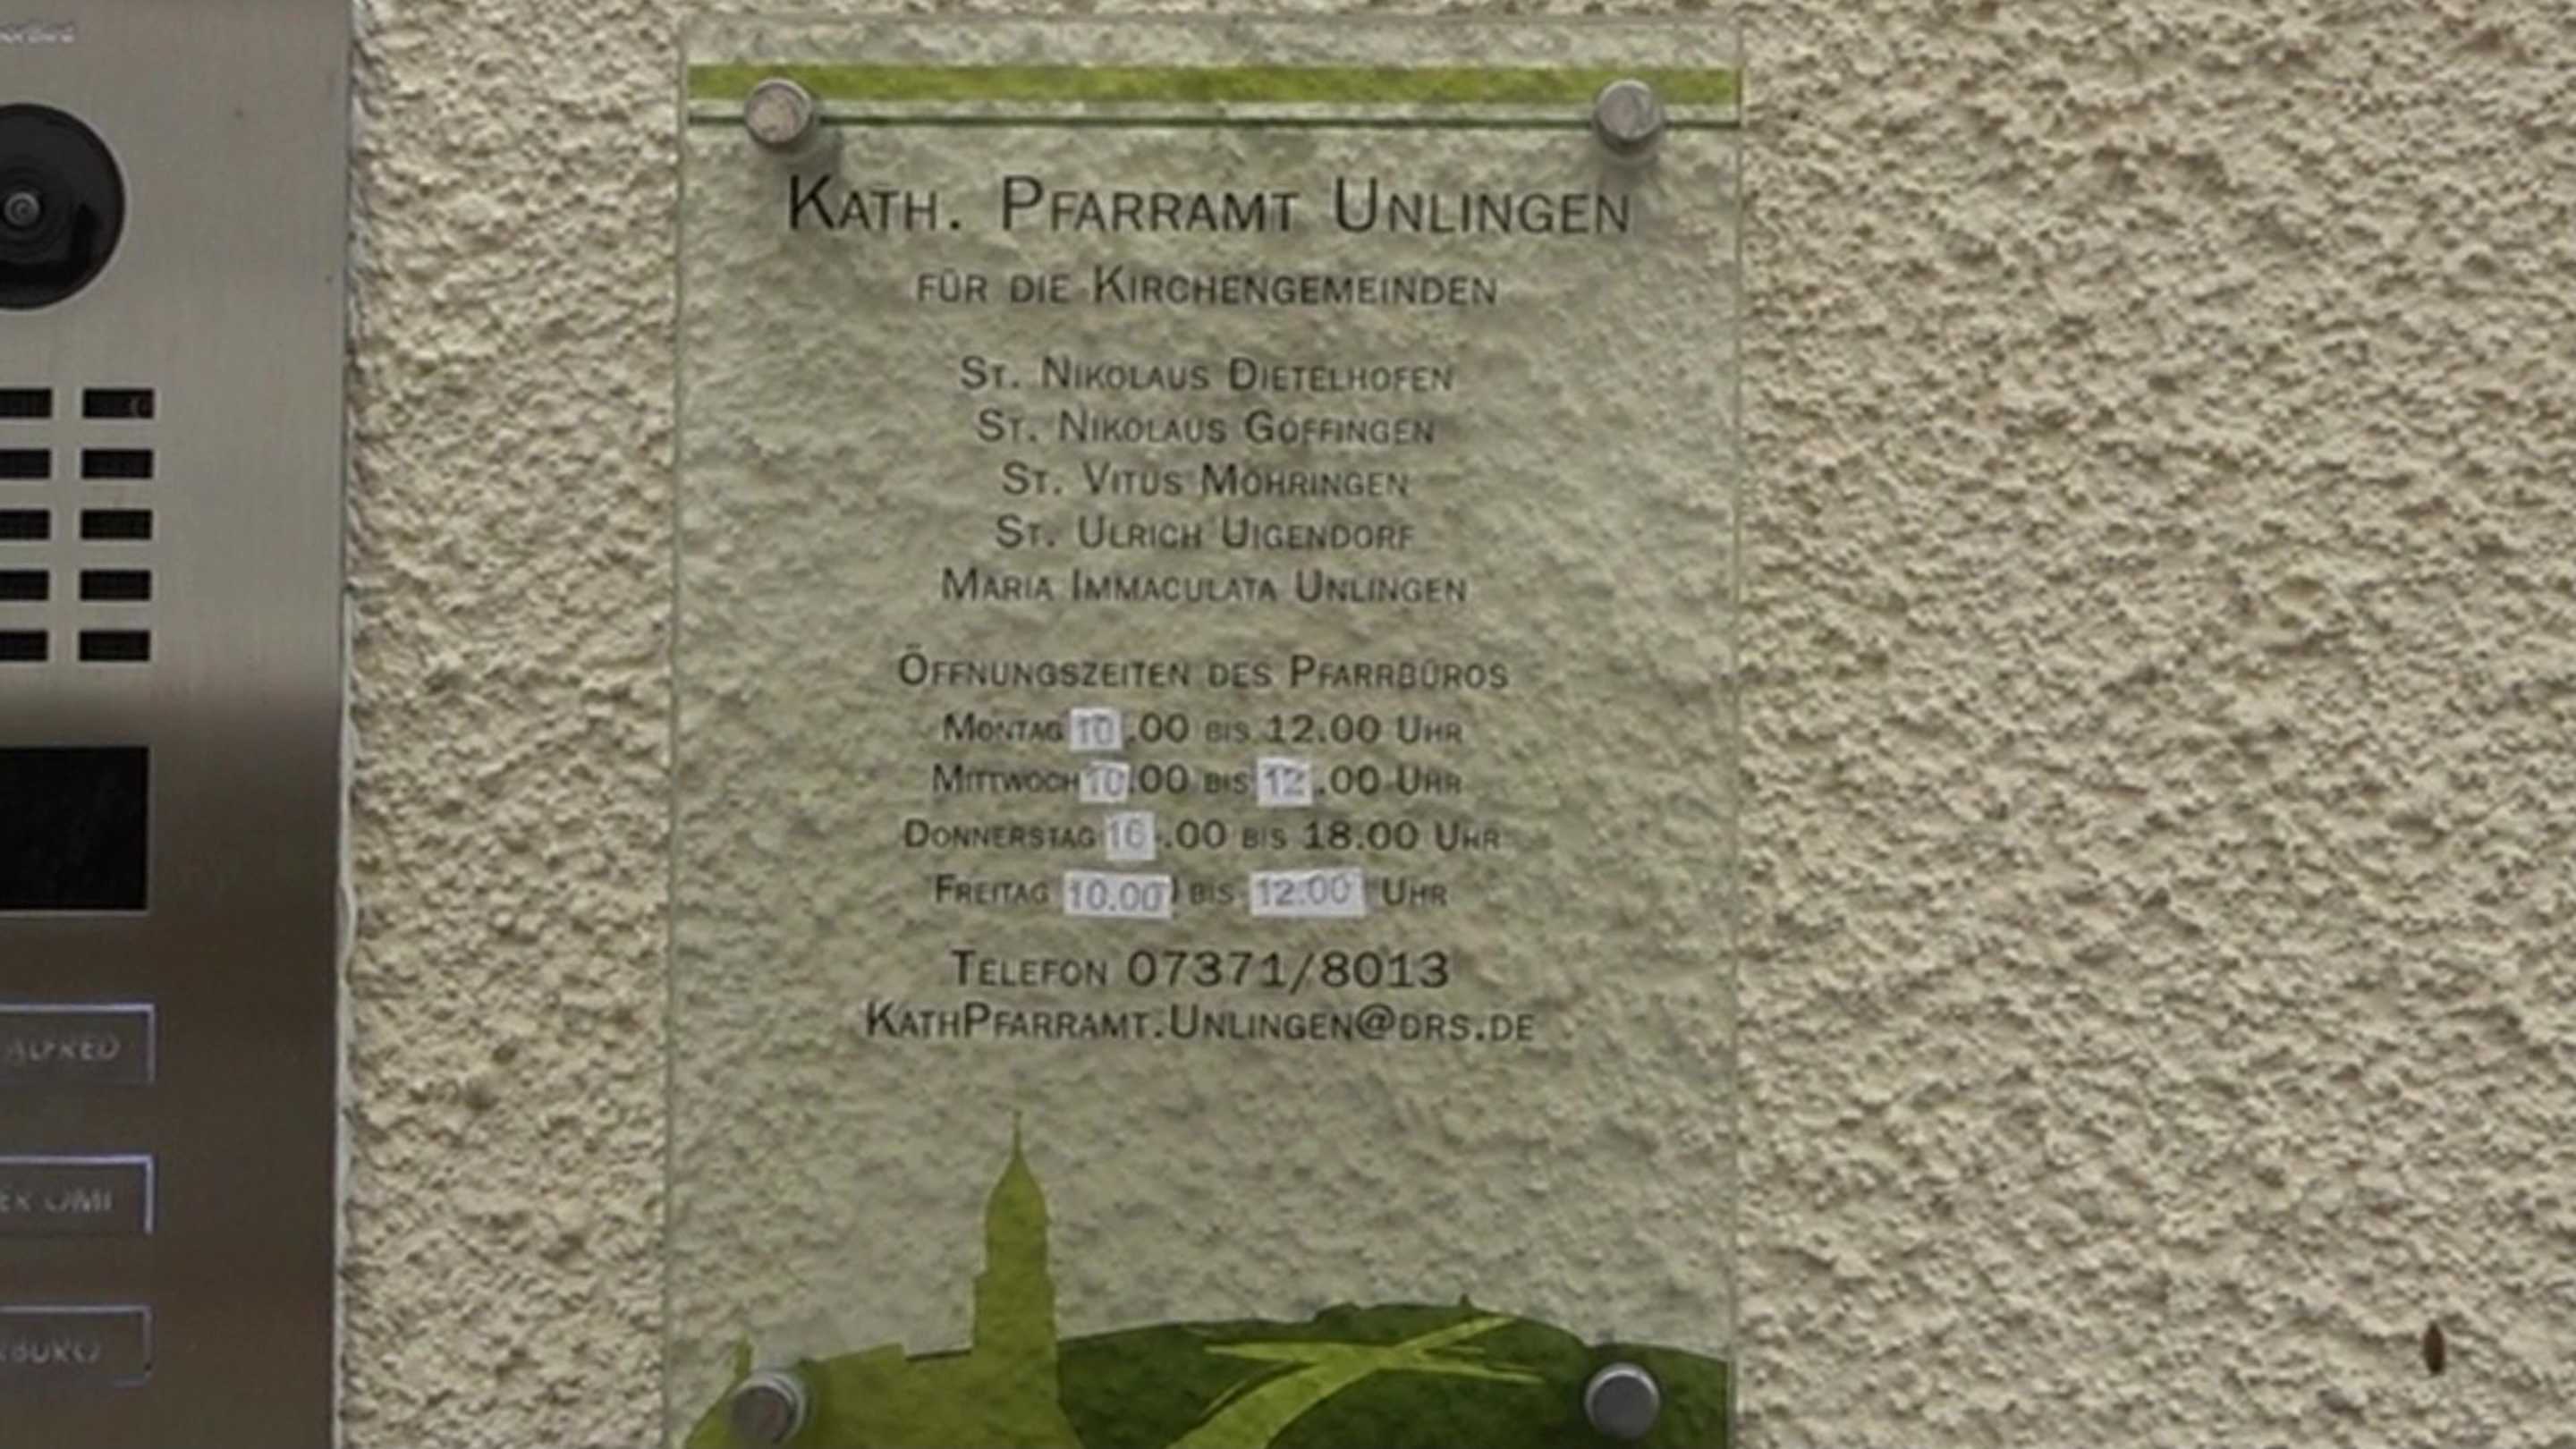 Kath. Pfarramt Unlingen
für die Kirchengemeinden
St. Nikolaus Dietelhofen
St. Nikolaus Göffingen
St. Vitus Möhringen
St. Ulrich Uigendorf
Maria Immaculata Unlingen
Öffnungszeiten des Pfarrbüros
Montag 10.00 bis 12.00 Uhr
Mittwoch 10.00 bis 12.00 Uhr
Donnerstag 16.00 bis 18.00 Uhr
Freitag 10.00 bis 12.00 Uhr
Telefon 07371/8013
KathPfarramt.Unlingen@drs.de
ALFRED